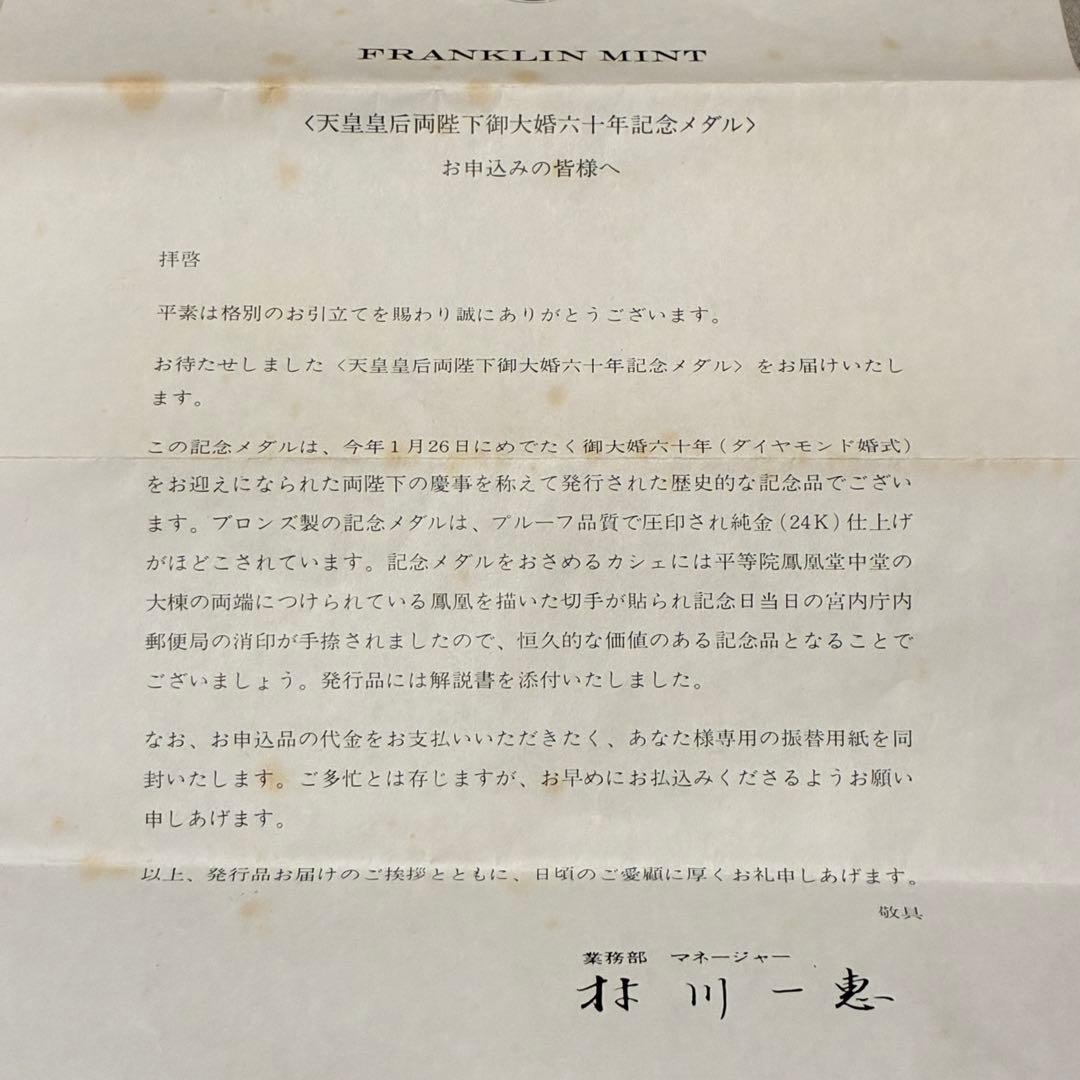 FRANKLIN MINT
〈天皇皇后両陛下御大婚六十年記念メダル〉
お申込みの皆様へ
拝啓
平素は格別のお引立てを賜わり誠にありがとうございます。
お待たせしました〈天皇皇后両陛下御大婚六十年記念メダル〉をお届けいたし
ます。
この記念メダルは、今年1月26日にめでたく御大婚六十年(ダイヤモンド婚式)
をお迎えになられた両陛下の慶事を称えて発行された歴史的な記念品でござい
ます。ブロンズ製の記念メダルは、プルーフ品質で圧印され純金(24K)仕上げ
がほどこされています。記念メダルをおさめるカシェには平等院鳳凰堂中堂の
大棟の両端につけられている鳳凰を描いた切手が貼られ記念日当日の宮内庁内
郵便局の消印が手捺されましたので、恒久的な価値のある記念品となることで
ございましょう。発行品には解説書を添付いたしました。
なお、お申込品の代金をお支払いいただきたく、あなた様専用の振替用紙を同
封いたします。ご多忙とは存じますが、お早めにお払込みくださるようお願い
申しあげます。
以上、発行品お届けのご挨拶とともに、日頃のご愛顧に厚くお礼申しあげます。
敬具
業務部 マネージャー
川一恵